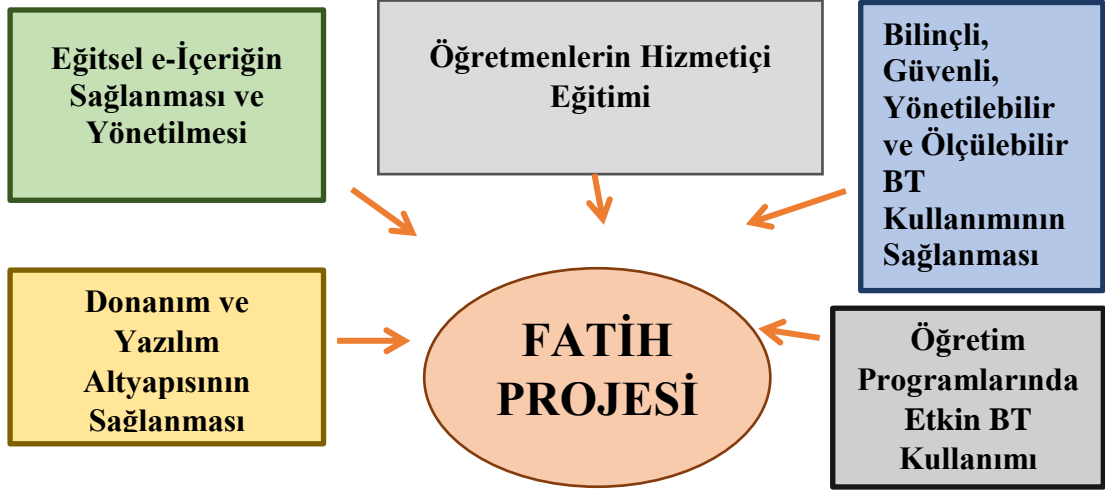 Eğitsel e-İçeriğin
Sağlanması ve
Yönetilmesi
Öğretmenlerin Hizmetiçi
Eğitimi
Bilinçli,
Güvenli,
Yönetilebilir
ve Ölçülebilir
BT
Kullanımının
Sağlanması
Donanım ve
Yazılım
Altyapısının
Sağlanması
FATİH
PROJESİ
Öğretim
Programlarında
Etkin BT
Kullanımı